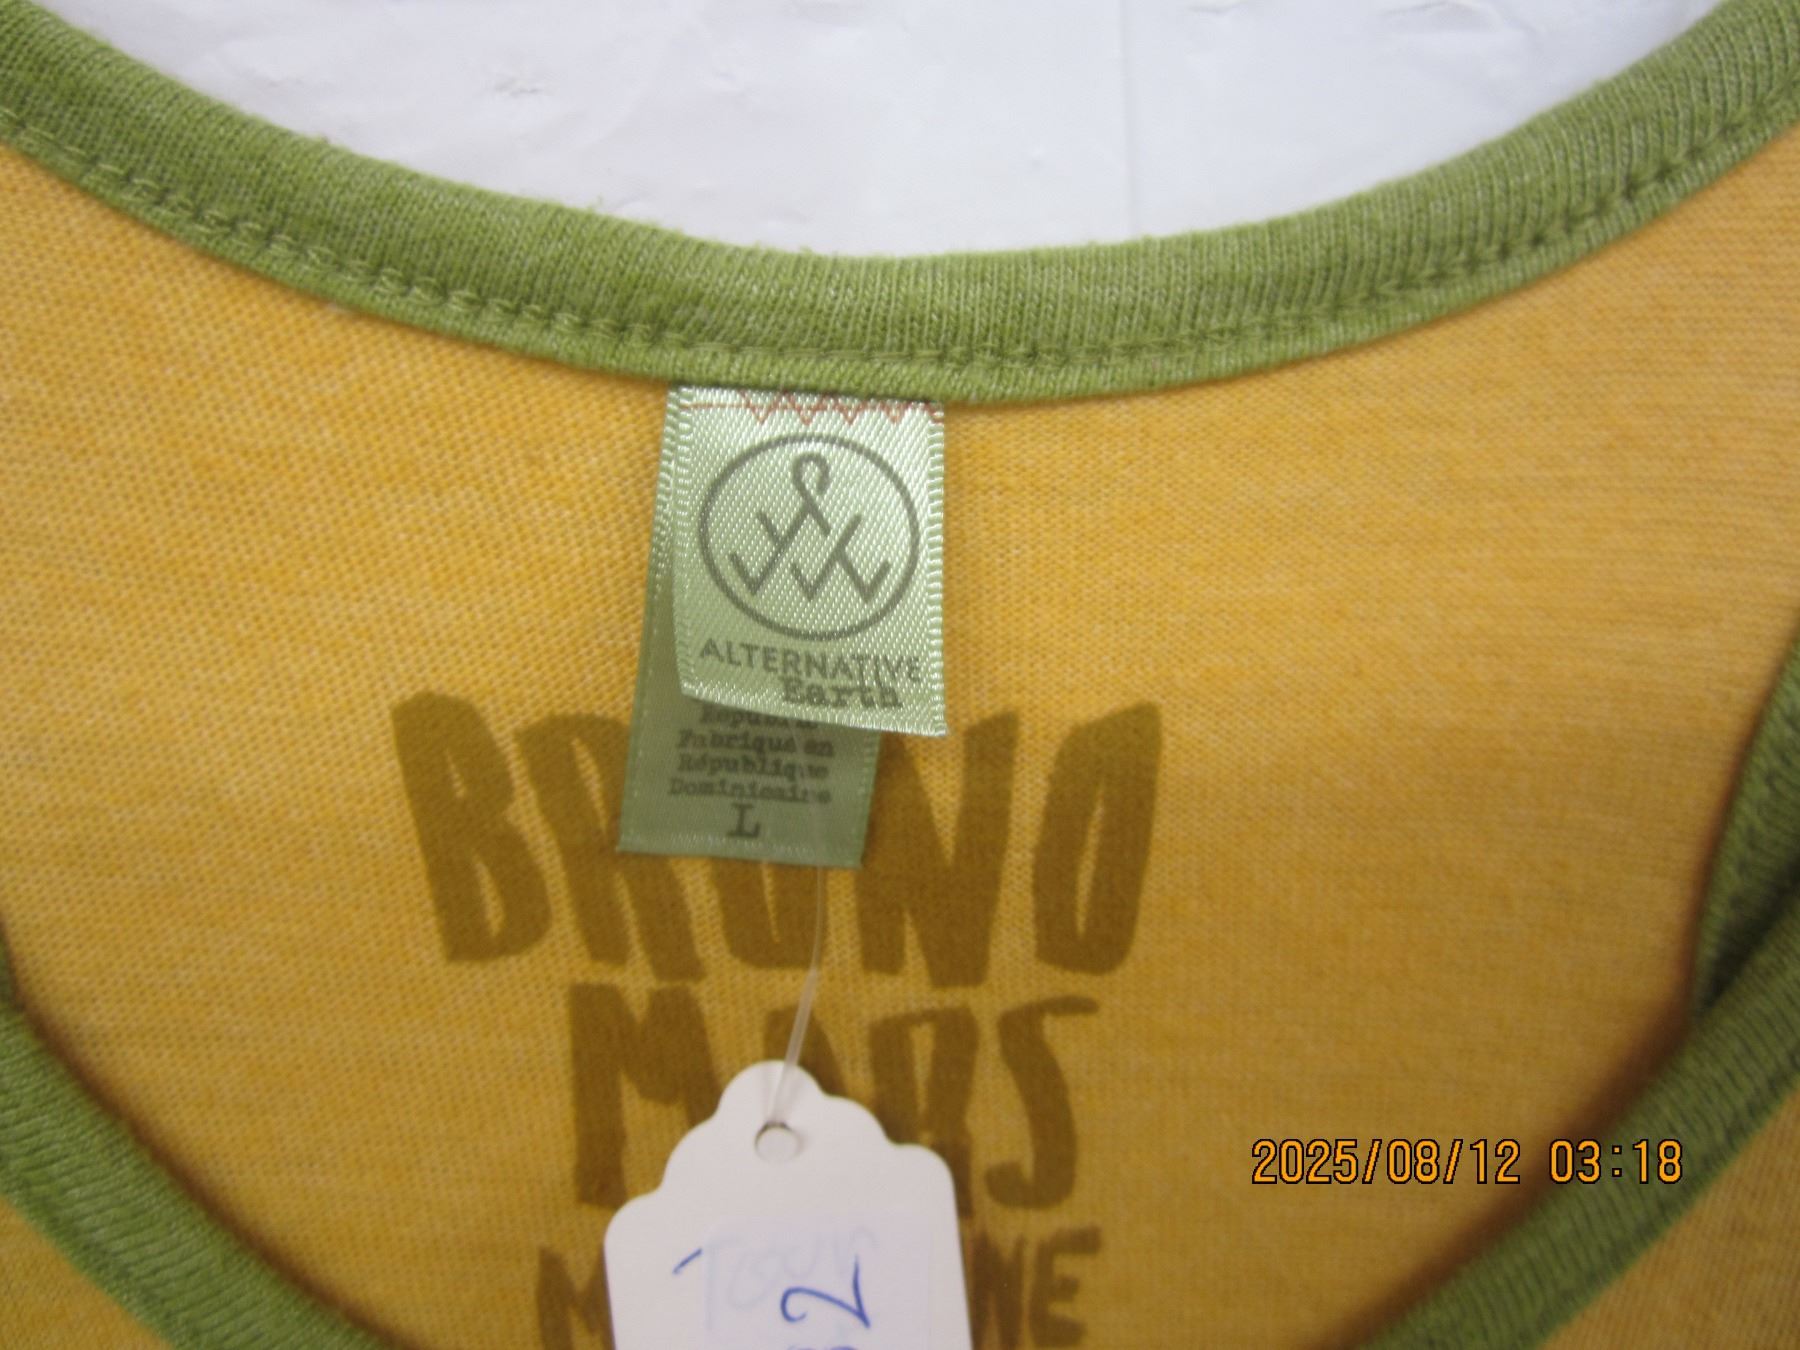 ALTERNATIVE
Earth
Fabriqué en
République
Dominicaine
L
BRUNO
MARS
2025/08/12 03:18